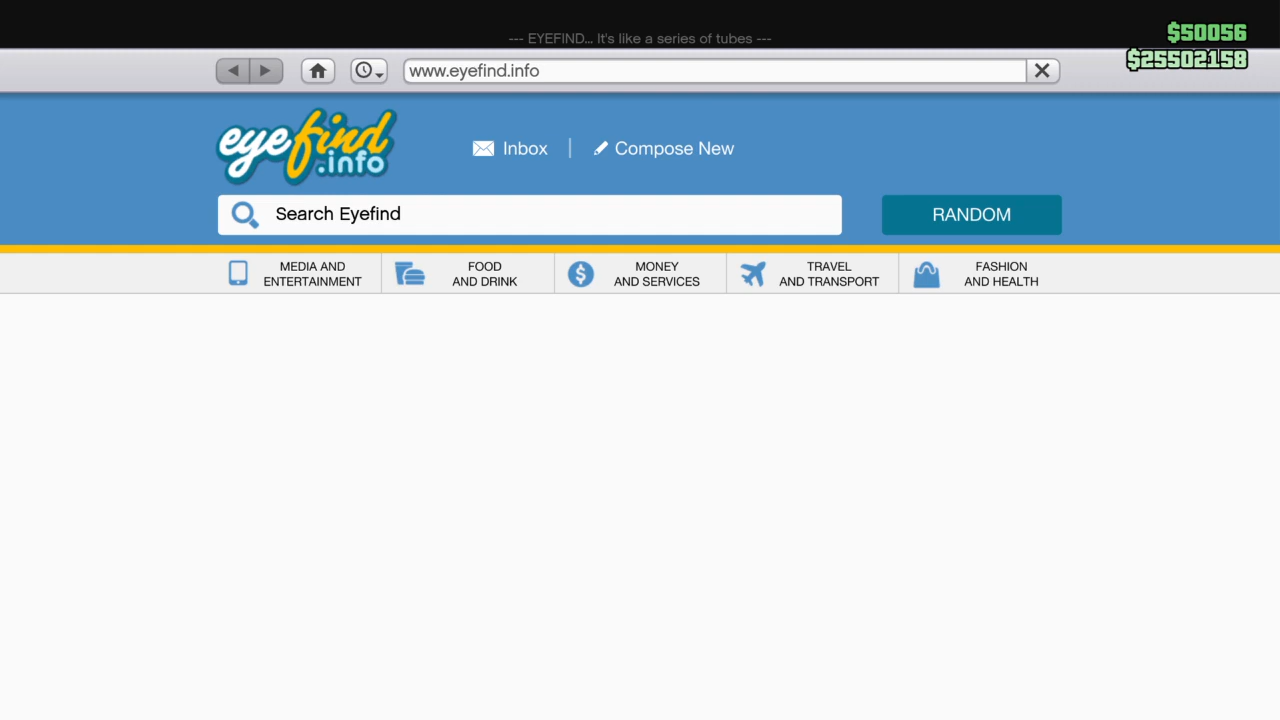 --- EYEFIND... It's like a series of tubes ---
$50056
$25502158
www.eyefind.info
eyefind
.info
Inbox
Compose New
Search Eyefind
RANDOM
MEDIA AND
ENTERTAINMENT
FOOD
AND DRINK
MONEY
AND SERVICES
TRAVEL
AND TRANSPORT
FASHION
AND HEALTH